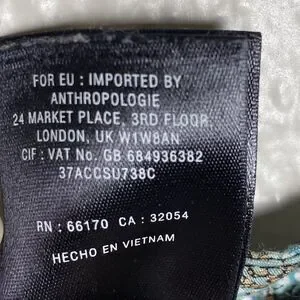 FOR EU : IMPORTED BY
ANTHROPOLOGIE
24 MARKET PLACE, 3RD FLOOR
LONDON, UK W1W8AN
CIF : VAT No. GB 684936382
37ACCSU738C
RN : 66170 CA : 32054
HECHO EN VIETNAM